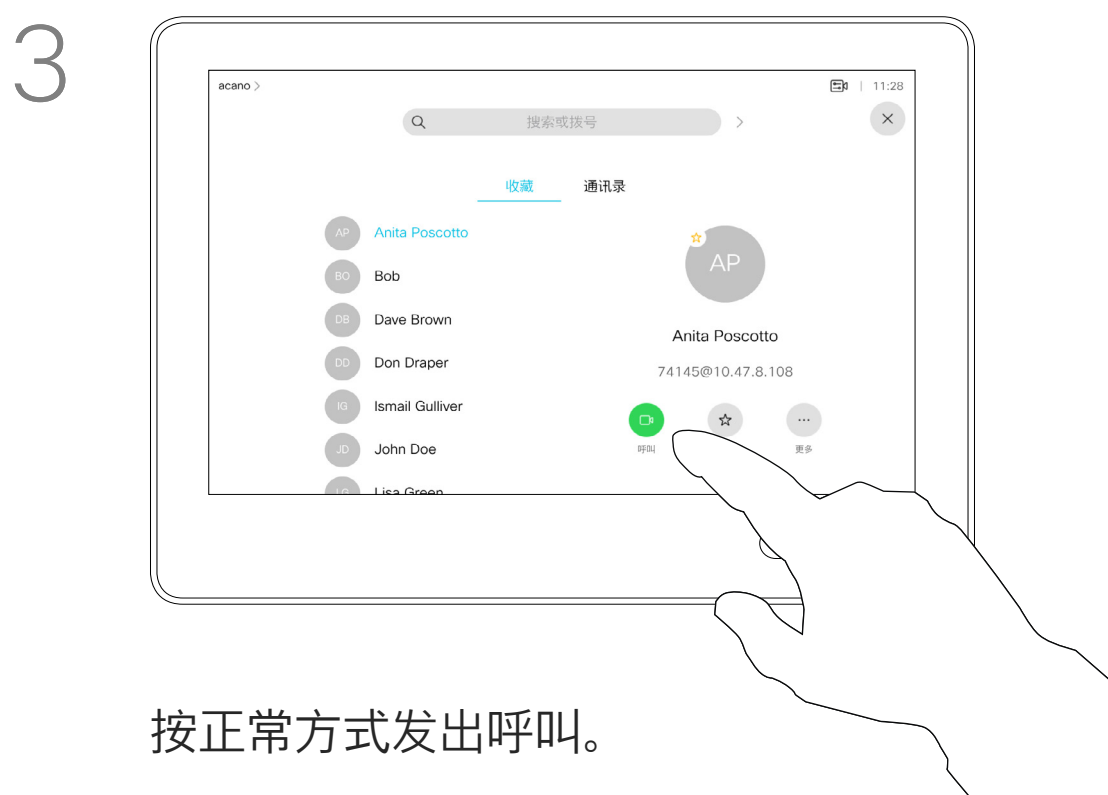 3
acano >
11:28
搜索或拨号
收藏 通讯录
AP Anita Poscotto
BO Bob
DB Dave Brown
DD Don Draper
IG Ismail Gulliver
JD John Doe
LG Lisa Green
AP
Anita Poscotto
74145@10.47.8.108
呼叫
更多
按正常方式发出呼叫。